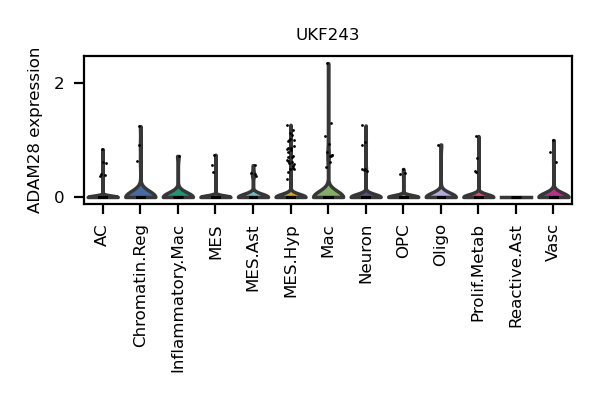 UKF243
ADAM28 expression
2
0
AC
Chromatin.Reg
Inflammatory.Mac
MES
MES.Ast
MES.Hyp
Mac
Neuron
OPC
Oligo
Prolif.Metab
Reactive.Ast
Vasc